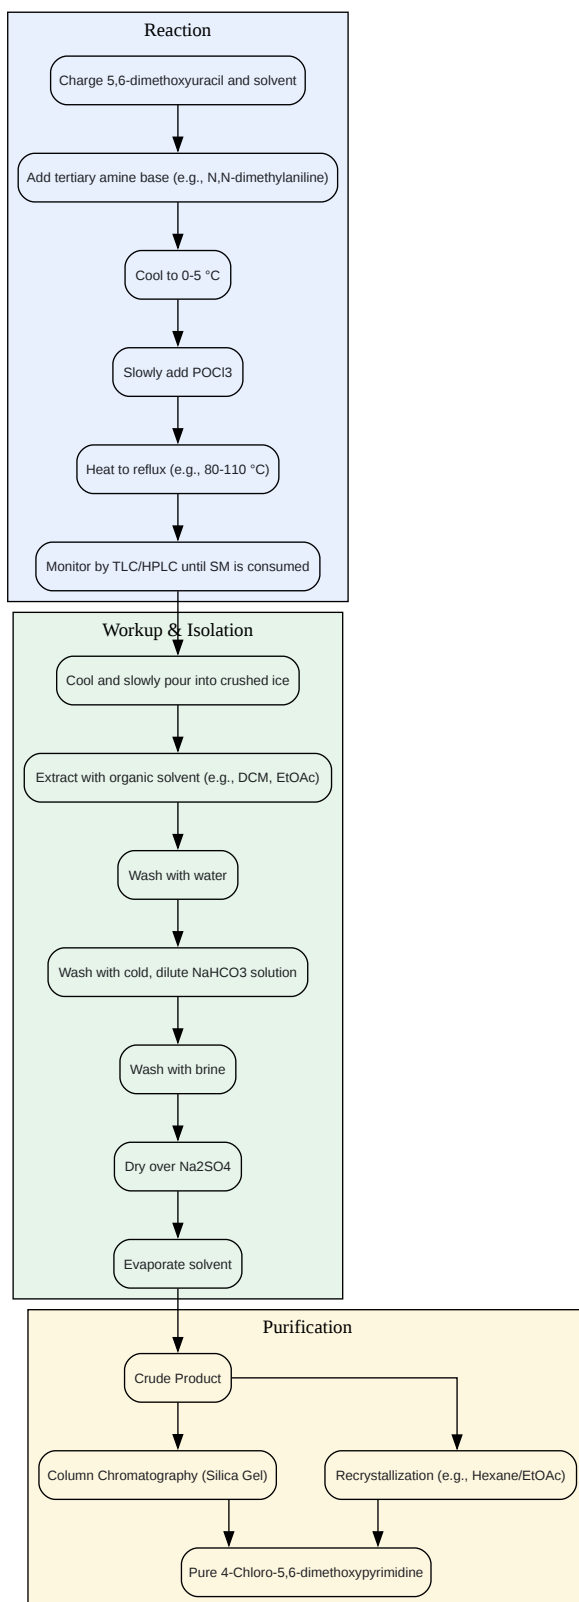 Reaction
Charge 5,6-dimethoxyuracil and solvent
Add tertiary amine base (e.g., N,N-dimethylaniline)
Cool to 0-5 °C
Slowly add POCl3
Heat to reflux (e.g., 80-110 °C)
Monitor by TLC/HPLC until SM is consumed
Workup & Isolation
Cool and slowly pour into crushed ice
Extract with organic solvent (e.g., DCM, EtOAc)
Wash with water
Wash with cold, dilute NaHCO3 solution
Wash with brine
Dry over Na2SO4
Evaporate solvent
Purification
Crude Product
Column Chromatography (Silica Gel)
Recrystallization (e.g., Hexane/EtOAc)
Pure 4-Chloro-5,6-dimethoxypyrimidine